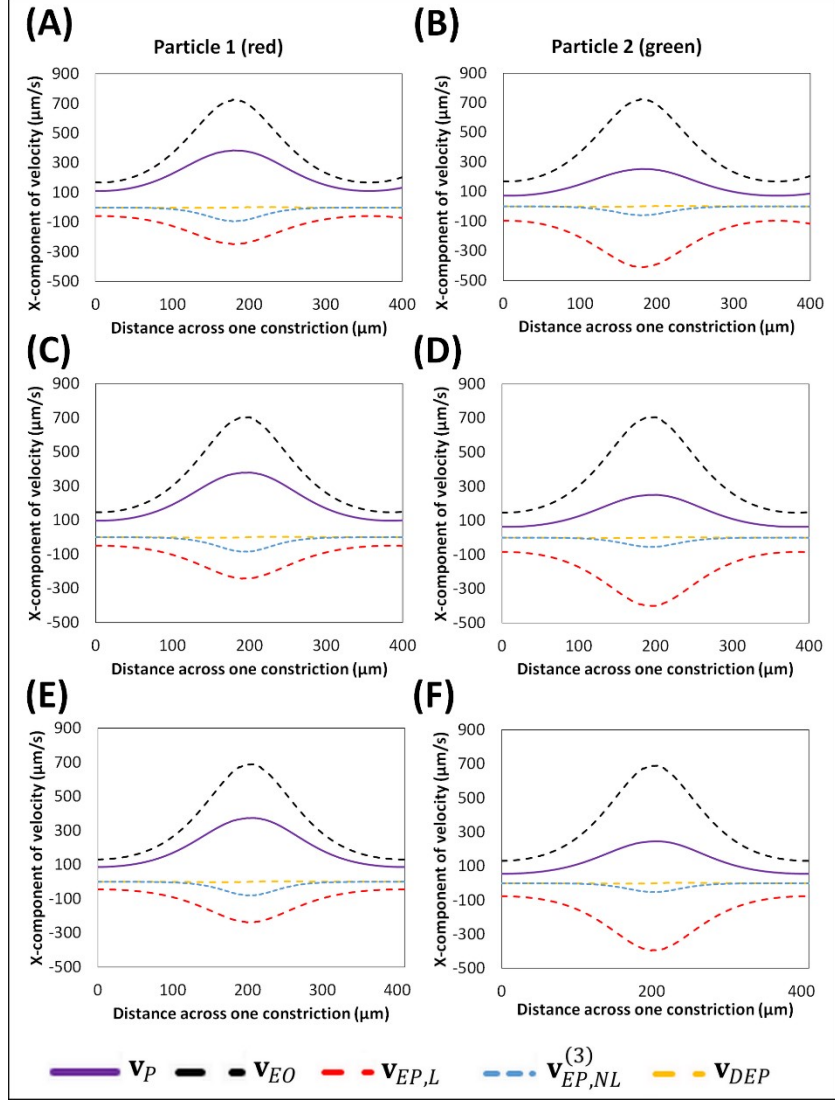 (A)
Particle 1 (red)
X-component of velocity (µm/s)
900
700
500
300
100
-100
-300
-500
0 100 200 300 400
Distance across one constriction (µm)
(B)
Particle 2 (green)
X-component of velocity (µm/s)
900
700
500
300
100
-100
-300
-500
0 100 200 300 400
Distance across one constriction (µm)
(C)
X-component of velocity (µm/s)
900
700
500
300
100
-100
-300
-500
0 100 200 300 400
Distance across one constriction (µm)
(D)
X-component of velocity (µm/s)
900
700
500
300
100
-100
-300
-500
0 100 200 300 400
Distance across one constriction (µm)
(E)
X-component of velocity (µm/s)
900
700
500
300
100
-100
-300
-500
0 100 200 300 400
Distance across one constriction (µm)
(F)
X-component of velocity (µm/s)
900
700
500
300
100
-100
-300
-500
0 100 200 300 400
Distance across one constriction (µm)
v_P v_EO v_EP,L v_EP,NL^(3) v_DEP